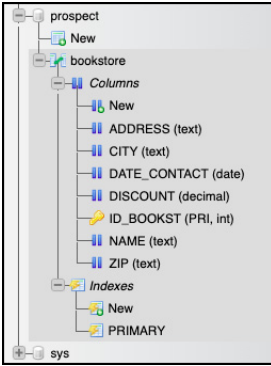 prospect
New
bookstore
Columns
New
ADDRESS (text)
CITY (text)
DATE_CONTACT (date)
DISCOUNT (decimal)
ID_BOOKST (PRI, int)
NAME (text)
ZIP (text)
Indexes
New
PRIMARY
sys